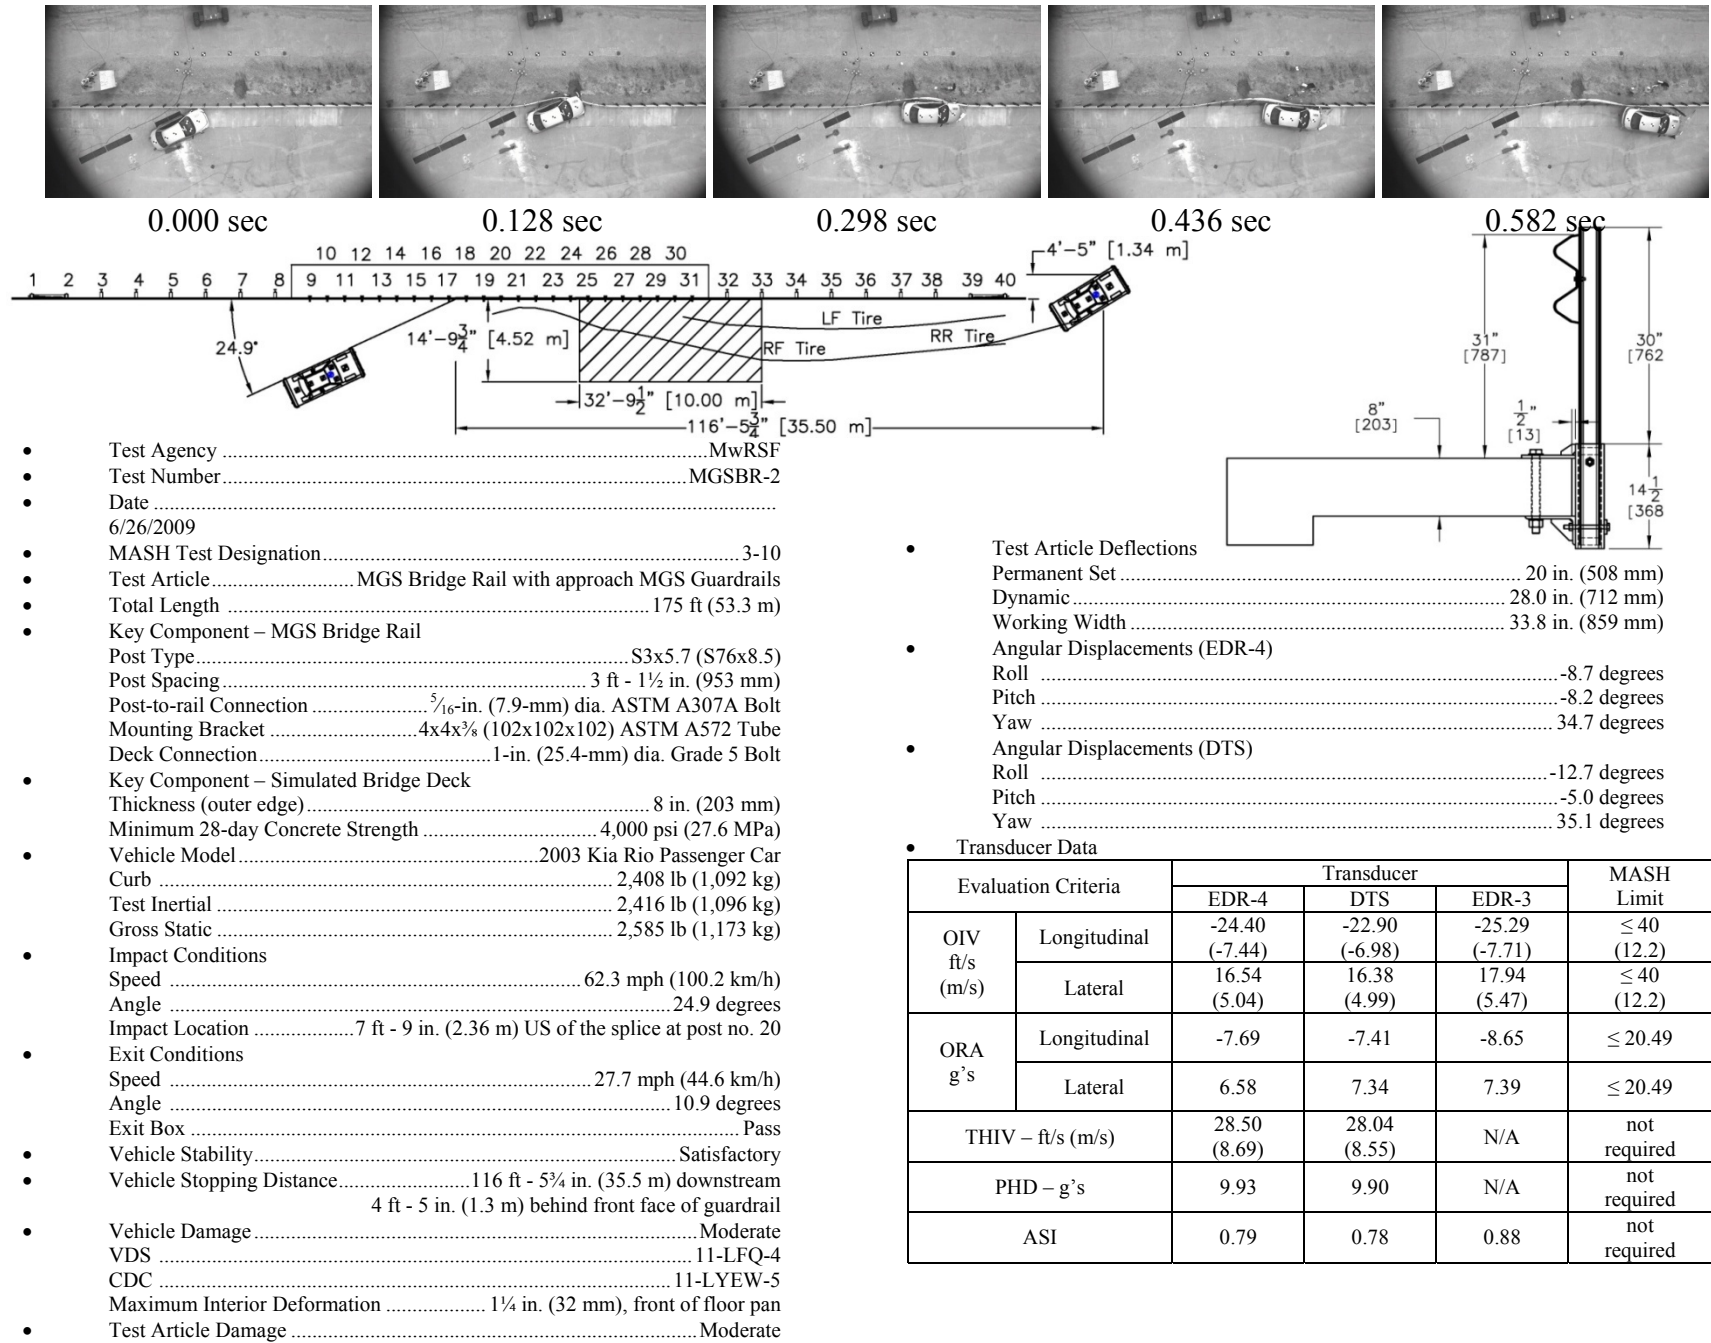 0.000 sec
0.128 sec
0.298 sec
0.436 sec
0.582 sec
10 12 14 16 18 20 22 24 26 28 30
1 2 3 4 5 6 7 8 9 11 13 15 17 19 21 23 25 27 29 31 32 33 34 35 36 37 38 39 40
4'–5" [1.34 m]
24.9°
14'–9 3/4" [4.52 m]
LF Tire
RF Tire
RR Tire
32'–9 1/2" [10.00 m]
116'–5 3/4" [35.50 m]
31"
[787]
30"
[762
8"
[203]
1/2"
[13]
14 1/2
[368
• Test Agency ........ MwRSF
• Test Number ........ MGSBR-2
• Date ........
6/26/2009
• MASH Test Designation ........ 3-10
• Test Article ........ MGS Bridge Rail with approach MGS Guardrails
• Total Length ........ 175 ft (53.3 m)
• Key Component – MGS Bridge Rail
Post Type ........ S3x5.7 (S76x8.5)
Post Spacing ........ 3 ft - 1½ in. (953 mm)
Post-to-rail Connection ........ 5⁄16-in. (7.9-mm) dia. ASTM A307A Bolt
Mounting Bracket ........ 4x4x⅜ (102x102x102) ASTM A572 Tube
Deck Connection ........ 1-in. (25.4-mm) dia. Grade 5 Bolt
• Key Component – Simulated Bridge Deck
Thickness (outer edge) ........ 8 in. (203 mm)
Minimum 28-day Concrete Strength ........ 4,000 psi (27.6 MPa)
• Vehicle Model ........ 2003 Kia Rio Passenger Car
Curb ........ 2,408 lb (1,092 kg)
Test Inertial ........ 2,416 lb (1,096 kg)
Gross Static ........ 2,585 lb (1,173 kg)
• Impact Conditions
Speed ........ 62.3 mph (100.2 km/h)
Angle ........ 24.9 degrees
Impact Location ........ 7 ft - 9 in. (2.36 m) US of the splice at post no. 20
• Exit Conditions
Speed ........ 27.7 mph (44.6 km/h)
Angle ........ 10.9 degrees
Exit Box ........ Pass
• Vehicle Stability ........ Satisfactory
• Vehicle Stopping Distance ........ 116 ft - 5¾ in. (35.5 m) downstream
4 ft - 5 in. (1.3 m) behind front face of guardrail
• Vehicle Damage ........ Moderate
VDS ........ 11-LFQ-4
CDC ........ 11-LYEW-5
Maximum Interior Deformation ........ 1¼ in. (32 mm), front of floor pan
• Test Article Damage ........ Moderate
• Test Article Deflections
Permanent Set ........ 20 in. (508 mm)
Dynamic ........ 28.0 in. (712 mm)
Working Width ........ 33.8 in. (859 mm)
• Angular Displacements (EDR-4)
Roll ........ -8.7 degrees
Pitch ........ -8.2 degrees
Yaw ........ 34.7 degrees
• Angular Displacements (DTS)
Roll ........ -12.7 degrees
Pitch ........ -5.0 degrees
Yaw ........ 35.1 degrees
• Transducer Data
Evaluation Criteria Transducer MASH Limit
EDR-4 DTS EDR-3
OIV ft/s (m/s) Longitudinal -24.40 (-7.44) -22.90 (-6.98) -25.29 (-7.71) ≤ 40 (12.2)
Lateral 16.54 (5.04) 16.38 (4.99) 17.94 (5.47) ≤ 40 (12.2)
ORA g's Longitudinal -7.69 -7.41 -8.65 ≤ 20.49
Lateral 6.58 7.34 7.39 ≤ 20.49
THIV – ft/s (m/s) 28.50 (8.69) 28.04 (8.55) N/A not required
PHD – g's 9.93 9.90 N/A not required
ASI 0.79 0.78 0.88 not required